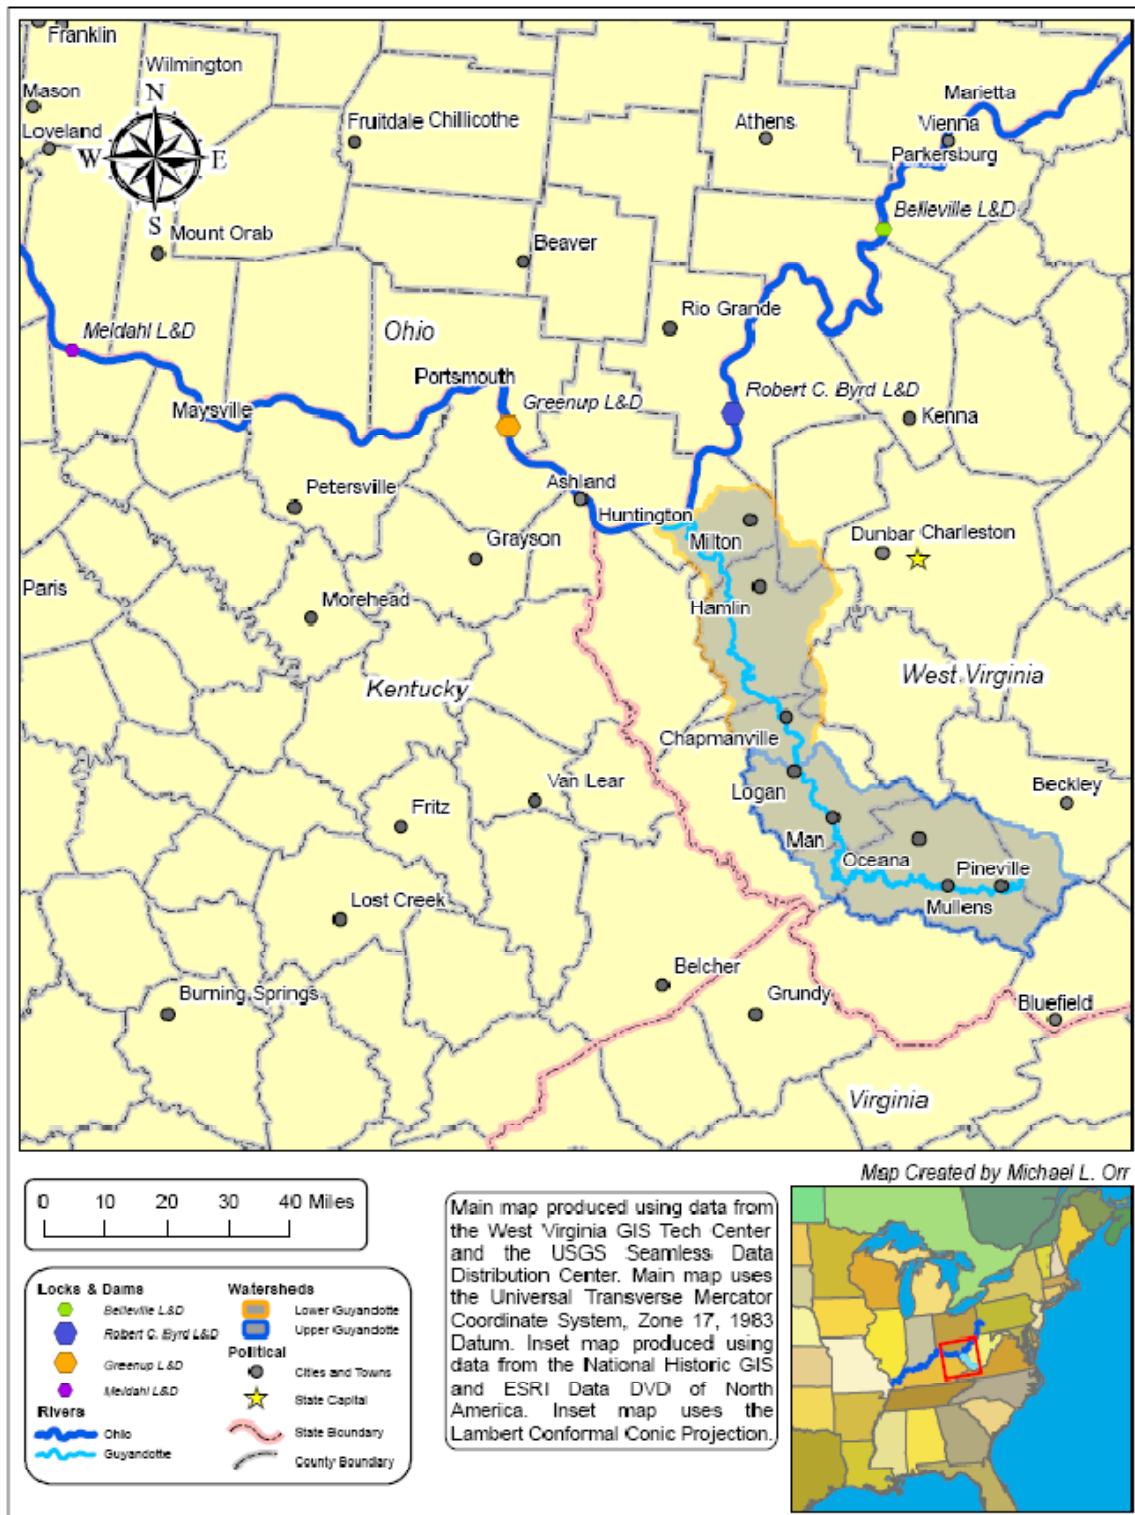 Franklin
Wilmington
Mason
N
Marietta
Loveland
Fruitdale Chillicothe
Athens
Vienna
W
E
Parkersburg
S
Belleville L&D
Mount Orab
Beaver
Rio Grande
Meldahl L&D
Ohio
Portsmouth
Robert C. Byrd L&D
Maysville
Greenup L&D
Kenna
Petersville
Ashland
Huntington
Grayson
Milton
Dunbar Charleston
Paris
Morehead
Hamlin
Kentucky
West Virginia
Chapmanville
Van Lear
Logan
Beckley
Fritz
Man
Oceana
Pineville
Lost Creek
Mullens
Belcher
Burning Springs
Grundy
Bluefield
Virginia
Map Created by Michael L. Orr
0 10 20 30 40 Miles
Main map produced using data from
the West Virginia GIS Tech Center
and the USGS Seamless Data
Distribution Center. Main map uses
the Universal Transverse Mercator
Coordinate System, Zone 17, 1983
Datum. Inset map produced using
data from the National Historic GIS
and ESRI Data DVD of North
America. Inset map uses the
Lambert Conformal Conic Projection.
Locks & Dams
Belleville L&D
Robert C. Byrd L&D
Greenup L&D
Meldahl L&D
Rivers
Ohio
Guyandotte
Watersheds
Lower Guyandotte
Upper Guyandotte
Political
Cities and Towns
State Capital
State Boundary
County Boundary